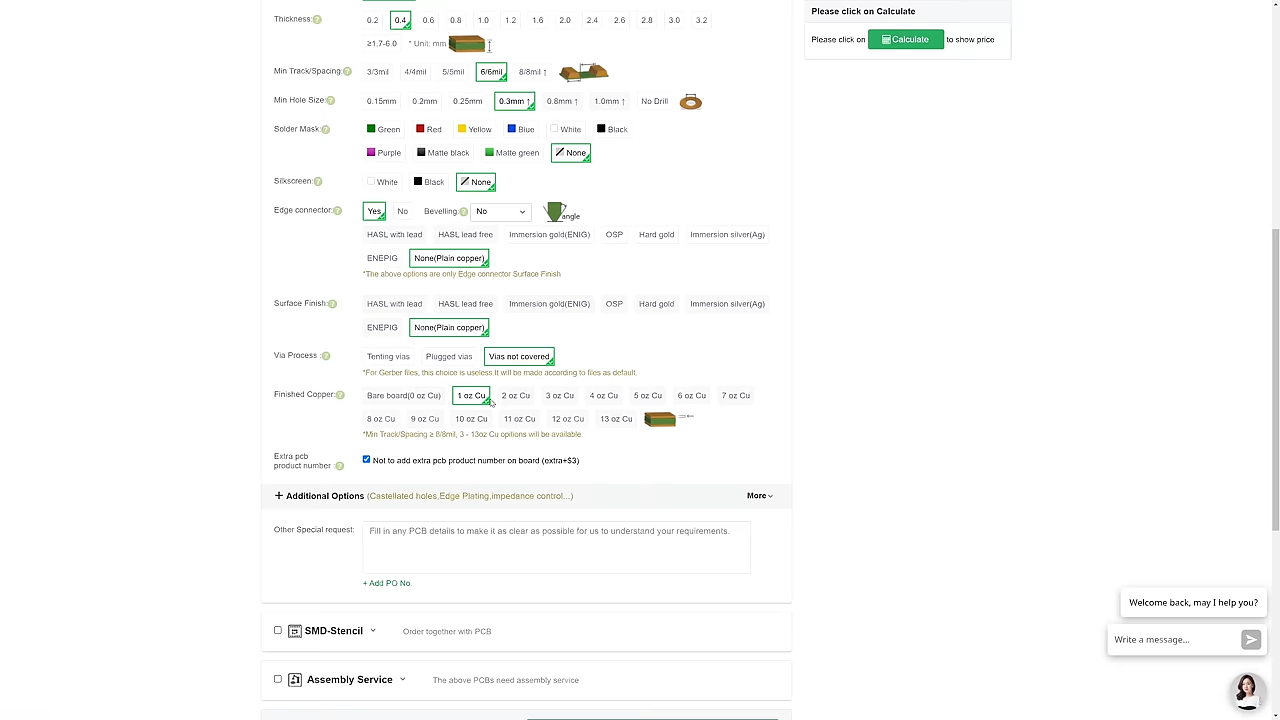 Please click on Calculate
Please click on Calculate to show price
Thickness: 0.2 0.4 0.6 0.8 1.0 1.2 1.6 2.0 2.4 2.6 2.8 3.0 3.2
≥1.7-6.0 * Unit: mm
Min Track/Spacing: 3/3mil 4/4mil 5/5mil 6/6mil 8/8mil ↑
Min Hole Size: 0.15mm 0.2mm 0.25mm 0.3mm ↑ 0.8mm ↑ 1.0mm ↑ No Drill
Solder Mask: Green Red Yellow Blue White Black
Purple Matte black Matte green None
Silkscreen: White Black None
Edge connector: Yes No Bevelling: No angle
HASL with lead HASL lead free Immersion gold(ENIG) OSP Hard gold Immersion silver(Ag)
ENEPIG None(Plain copper)
*The above options are only Edge connector Surface Finish
Surface Finish: HASL with lead HASL lead free Immersion gold(ENIG) OSP Hard gold Immersion silver(Ag)
ENEPIG None(Plain copper)
Via Process : Tenting vias Plugged vias Vias not covered
*For Gerber files, this choice is useless.It will be made according to files as default.
Finished Copper: Bare board(0 oz Cu) 1 oz Cu 2 oz Cu 3 oz Cu 4 oz Cu 5 oz Cu 6 oz Cu 7 oz Cu
8 oz Cu 9 oz Cu 10 oz Cu 11 oz Cu 12 oz Cu 13 oz Cu
*Min Track/Spacing ≥ 8/8mil, 3 - 13oz Cu opitions will be available.
Extra pcb
product number : Not to add extra pcb product number on board (extra+$3)
+ Additional Options (Castellated holes,Edge Plating,impedance control...) More
Other Special request: Fill in any PCB details to make it as clear as possible for us to understand your requirements.
+ Add PO No.
SMD-Stencil Order together with PCB
Assembly Service The above PCBs need assembly service
Welcome back, may I help you?
Write a message...